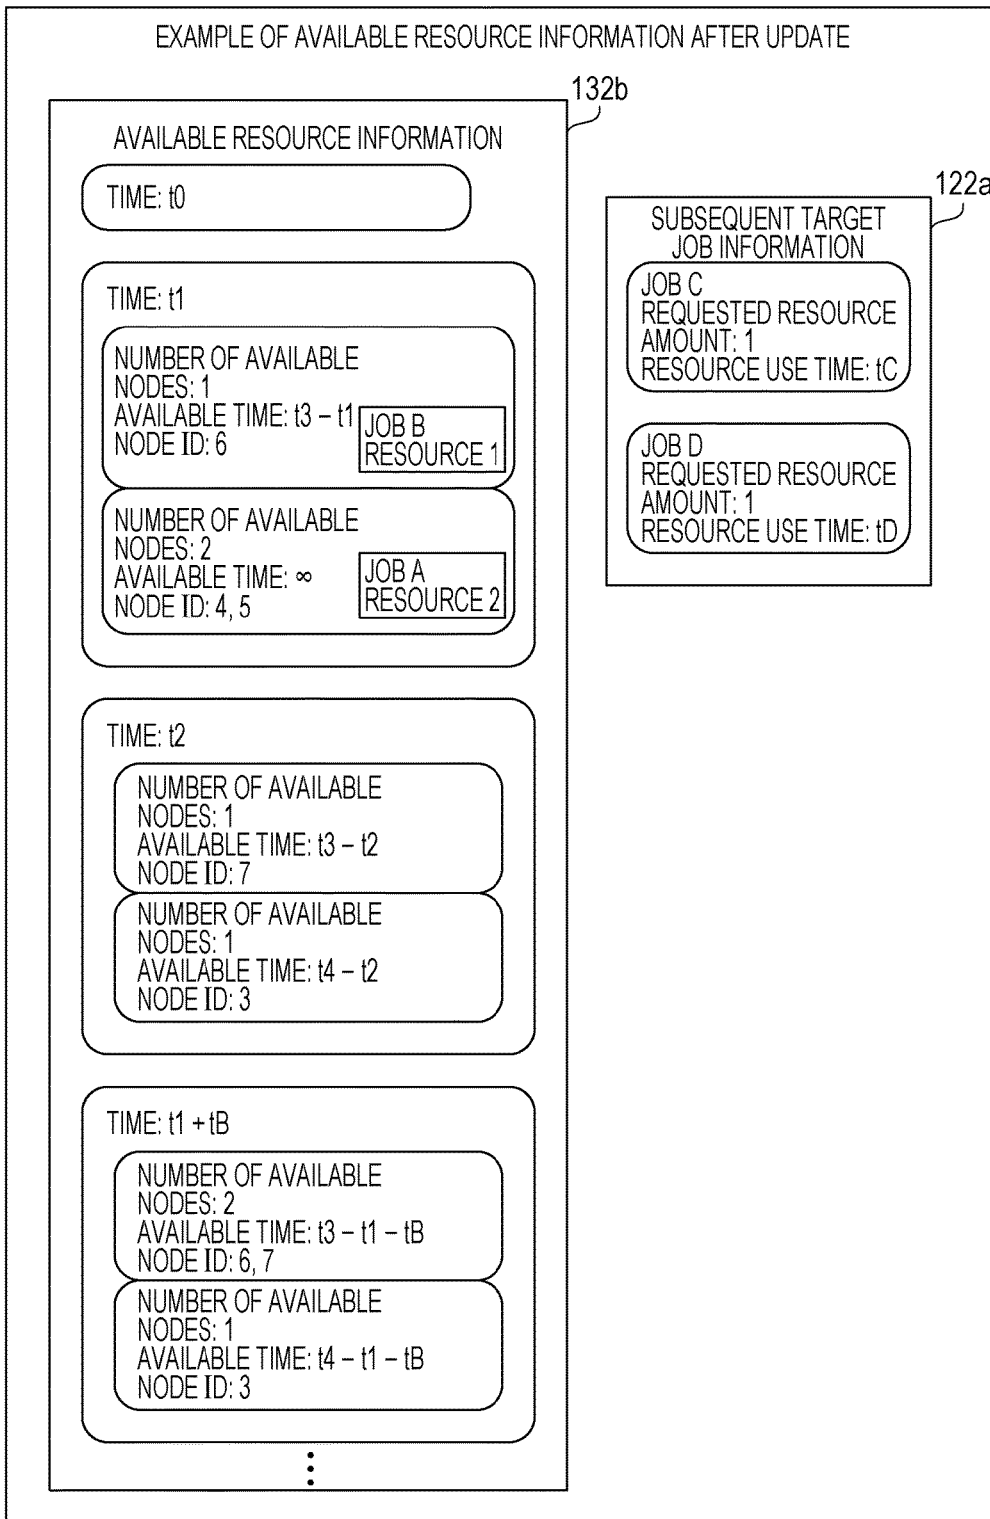 EXAMPLE OF AVAILABLE RESOURCE INFORMATION AFTER UPDATE
132b
AVAILABLE RESOURCE INFORMATION
TIME: t0
TIME: t1
NUMBER OF AVAILABLE
NODES: 1
AVAILABLE TIME: t3 – t1
NODE ID: 6
JOB B
RESOURCE 1
NUMBER OF AVAILABLE
NODES: 2
AVAILABLE TIME: ∞
NODE ID: 4, 5
JOB A
RESOURCE 2
TIME: t2
NUMBER OF AVAILABLE
NODES: 1
AVAILABLE TIME: t3 – t2
NODE ID: 7
NUMBER OF AVAILABLE
NODES: 1
AVAILABLE TIME: t4 – t2
NODE ID: 3
TIME: t1 + tB
NUMBER OF AVAILABLE
NODES: 2
AVAILABLE TIME: t3 – t1 – tB
NODE ID: 6, 7
NUMBER OF AVAILABLE
NODES: 1
AVAILABLE TIME: t4 – t1 – tB
NODE ID: 3
122a
SUBSEQUENT TARGET
JOB INFORMATION
JOB C
REQUESTED RESOURCE
AMOUNT: 1
RESOURCE USE TIME: tC
JOB D
REQUESTED RESOURCE
AMOUNT: 1
RESOURCE USE TIME: tD